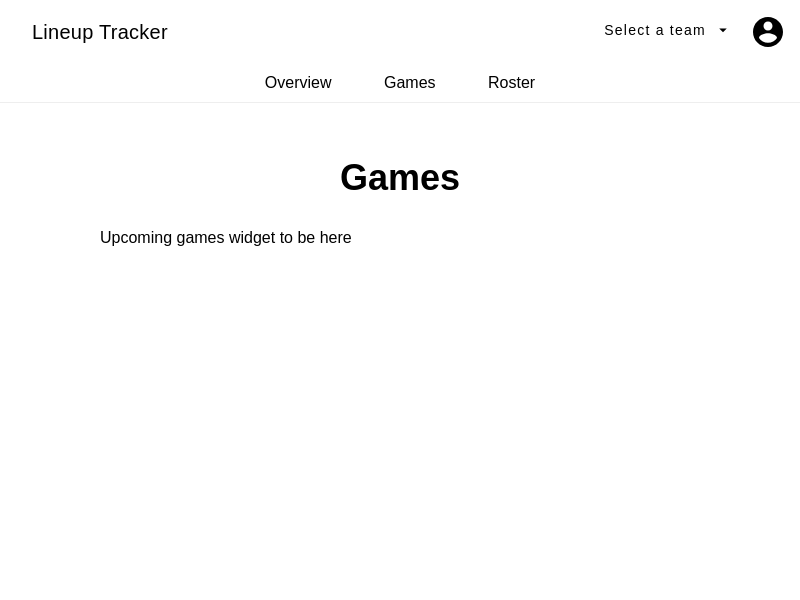 Lineup Tracker
Select a team
Overview Games Roster
Games
Upcoming games widget to be here